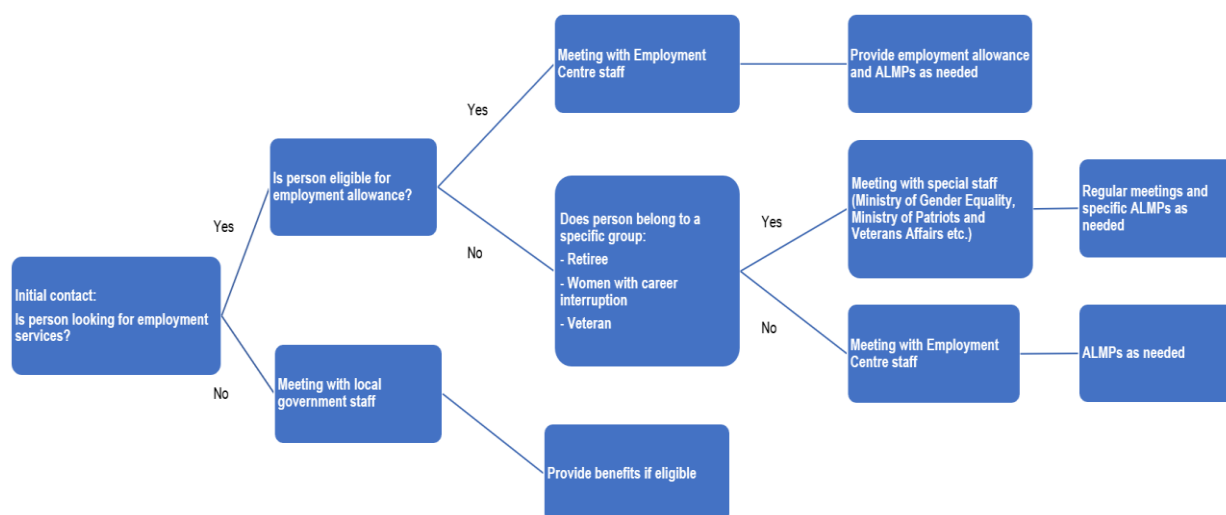 Initial contact:
Is person looking for employment
services?
Yes
No
Is person eligible for
employment allowance?
Meeting with local
government staff
Yes
No
Meeting with Employment
Centre staff
Provide employment allowance
and ALMPs as needed
Does person belong to a
specific group:
- Retiree
- Women with career
interruption
- Veteran
Yes
No
Meeting with special staff
(Ministry of Gender Equality,
Ministry of Patriots and
Veterans Affairs etc.)
Regular meetings and
specific ALMPs as
needed
Meeting with Employment
Centre staff
ALMPs as needed
Provide benefits if eligible